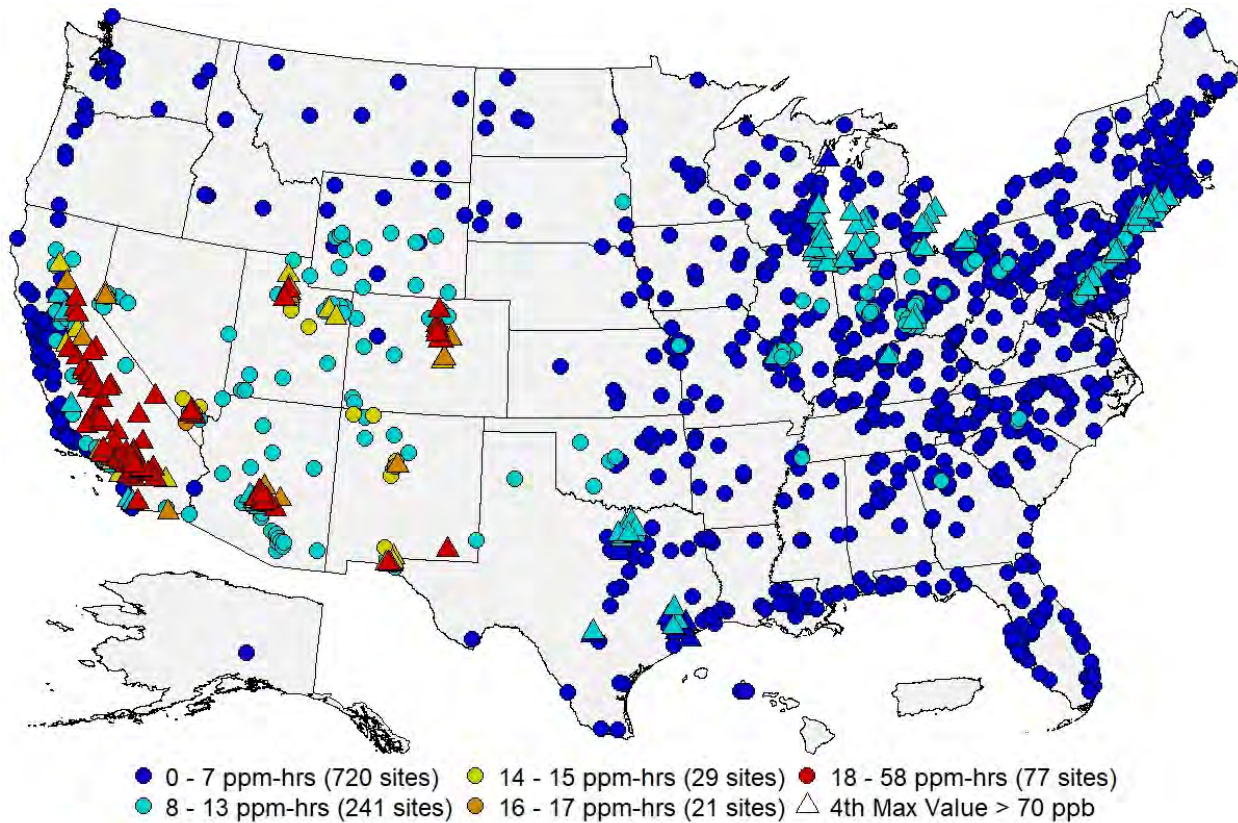 0 - 7 ppm-hrs (720 sites) 14 - 15 ppm-hrs (29 sites) 18 - 58 ppm-hrs (77 sites)
8 - 13 ppm-hrs (241 sites) 16 - 17 ppm-hrs (21 sites) 4th Max Value > 70 ppb